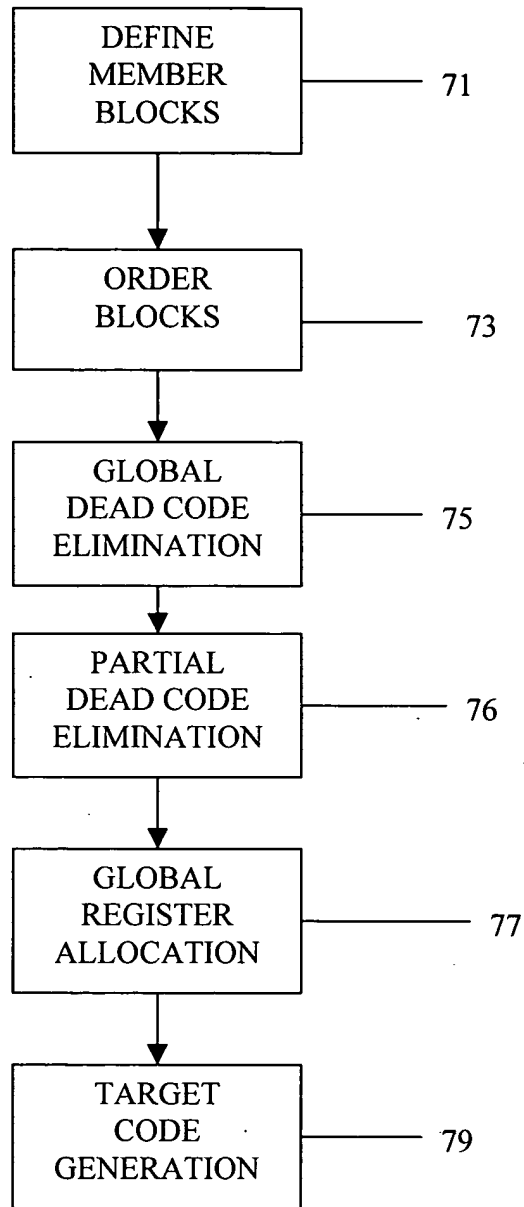 DEFINE
MEMBER
BLOCKS
71
ORDER
BLOCKS
73
GLOBAL
DEAD CODE
ELIMINATION
75
PARTIAL
DEAD CODE
ELIMINATION
76
GLOBAL
REGISTER
ALLOCATION
77
TARGET
CODE
GENERATION
79